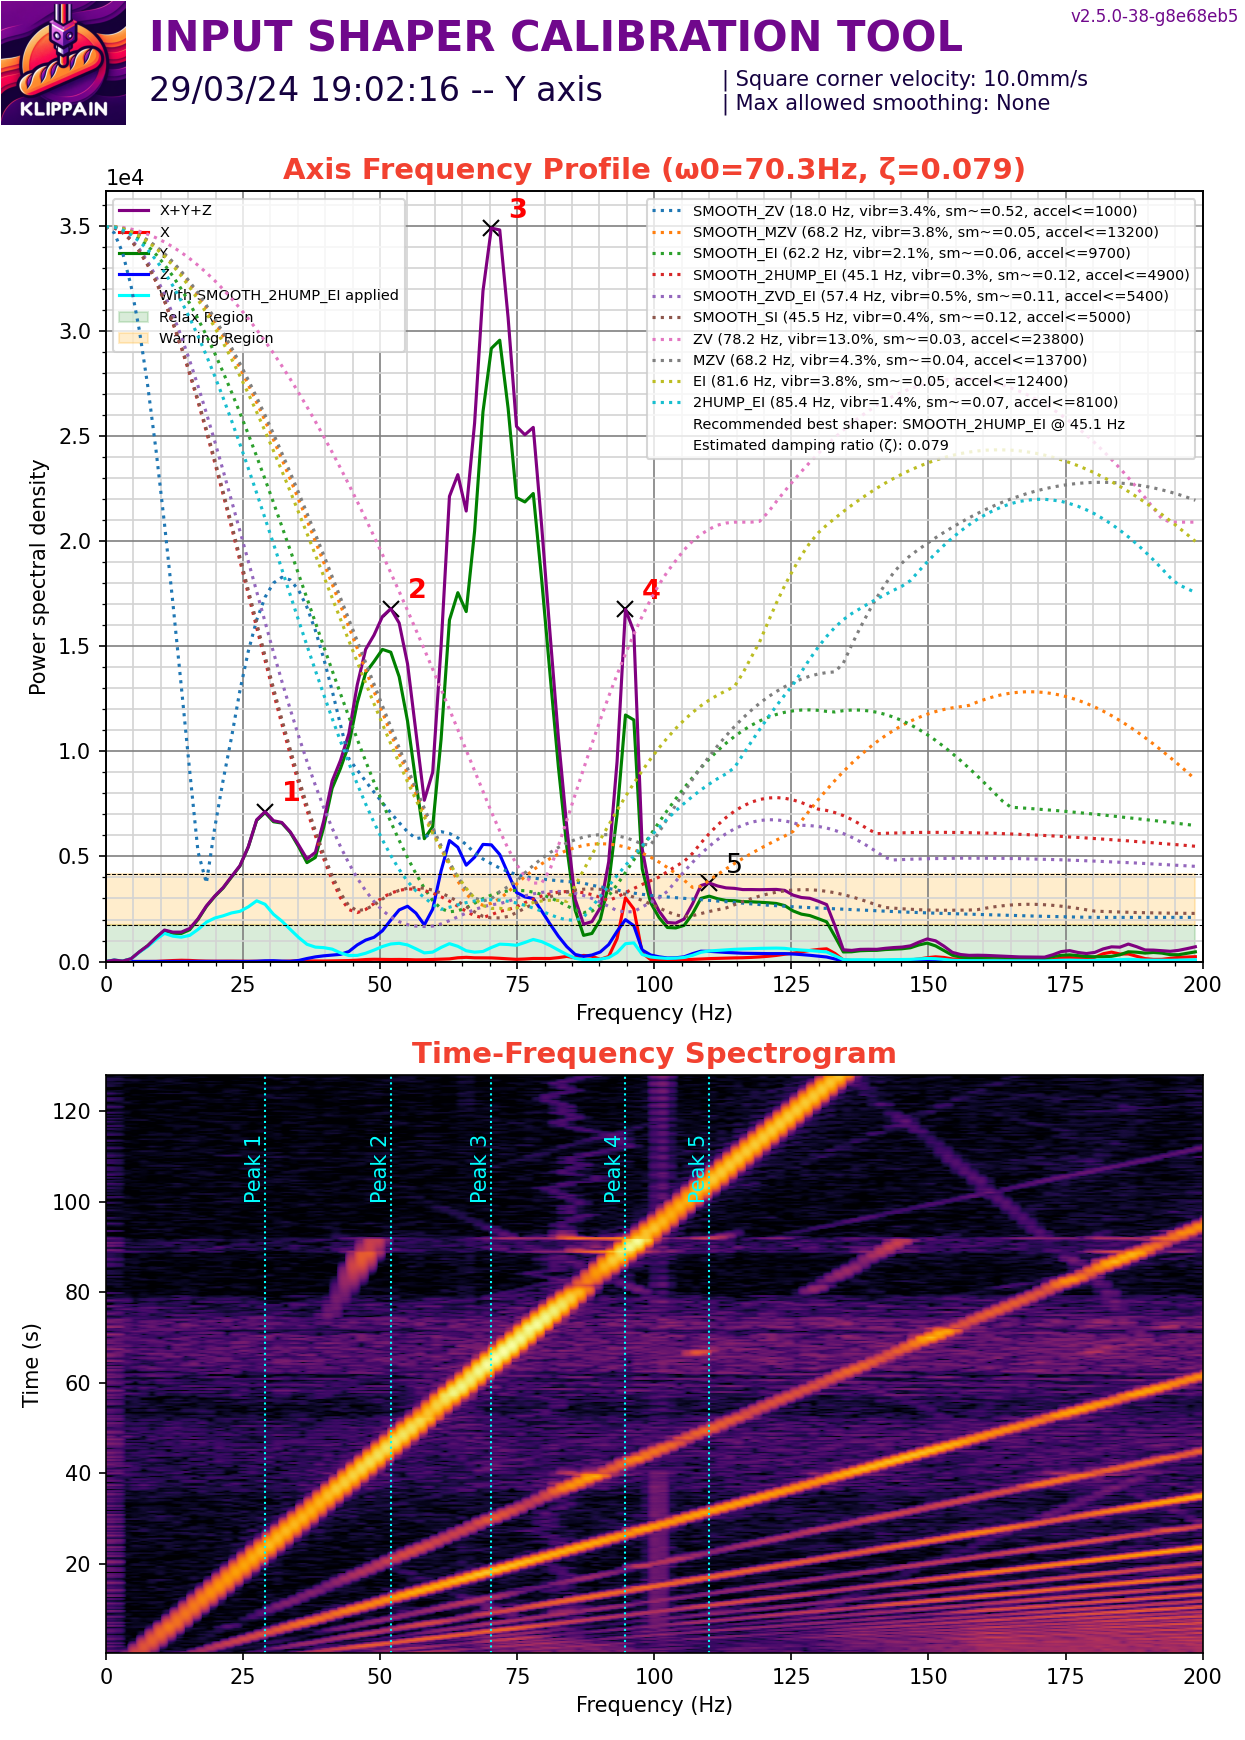 v2.5.0-38-g8e68eb5
INPUT SHAPER CALIBRATION TOOL
29/03/24 19:02:16 -- Y axis
| Square corner velocity: 10.0mm/s
| Max allowed smoothing: None
KLIPPAIN
Axis Frequency Profile (ω0=70.3Hz, ζ=0.079)
1e4
X+Y+Z
X
Y
Z
With SMOOTH_2HUMP_EI applied
Relax Region
Warning Region
SMOOTH_ZV (18.0 Hz, vibr=3.4%, sm~=0.52, accel<=1000)
SMOOTH_MZV (68.2 Hz, vibr=3.8%, sm~=0.05, accel<=13200)
SMOOTH_EI (62.2 Hz, vibr=2.1%, sm~=0.06, accel<=9700)
SMOOTH_2HUMP_EI (45.1 Hz, vibr=0.3%, sm~=0.12, accel<=4900)
SMOOTH_ZVD_EI (57.4 Hz, vibr=0.5%, sm~=0.11, accel<=5400)
SMOOTH_SI (45.5 Hz, vibr=0.4%, sm~=0.12, accel<=5000)
ZV (78.2 Hz, vibr=13.0%, sm~=0.03, accel<=23800)
MZV (68.2 Hz, vibr=4.3%, sm~=0.04, accel<=13700)
EI (81.6 Hz, vibr=3.8%, sm~=0.05, accel<=12400)
2HUMP_EI (85.4 Hz, vibr=1.4%, sm~=0.07, accel<=8100)
Recommended best shaper: SMOOTH_2HUMP_EI @ 45.1 Hz
Estimated damping ratio (ζ): 0.079
3.5
3.0
2.5
2.0
1.5
1.0
0.5
0.0
Power spectral density
1
2
3
4
5
0 25 50 75 100 125 150 175 200
Frequency (Hz)
Time-Frequency Spectrogram
120
100
80
60
40
20
Time (s)
Peak 1
Peak 2
Peak 3
Peak 4
Peak 5
0 25 50 75 100 125 150 175 200
Frequency (Hz)